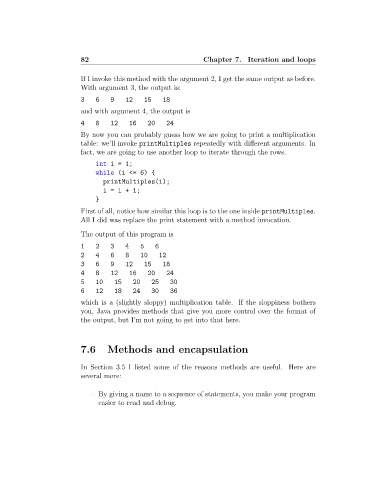 82 Chapter 7. Iteration and loops
If I invoke this method with the argument 2, I get the same output as before.
With argument 3, the output is:
3 6 9 12 15 18
and with argument 4, the output is
4 8 12 16 20 24
By now you can probably guess how we are going to print a multiplication
table: we'll invoke printMultiples repeatedly with different arguments. In
fact, we are going to use another loop to iterate through the rows.
int i = 1;
while (i <= 6) {
printMultiples(i);
i = i + 1;
}
First of all, notice how similar this loop is to the one inside printMultiples.
All I did was replace the print statement with a method invocation.
The output of this program is
1 2 3 4 5 6
2 4 6 8 10 12
3 6 9 12 15 18
4 8 12 16 20 24
5 10 15 20 25 30
6 12 18 24 30 36
which is a (slightly sloppy) multiplication table. If the sloppiness bothers
you, Java provides methods that give you more control over the format of
the output, but I'm not going to get into that here.
7.6 Methods and encapsulation
In Section 3.5 I listed some of the reasons methods are useful. Here are
several more:
· By giving a name to a sequence of statements, you make your program
easier to read and debug.